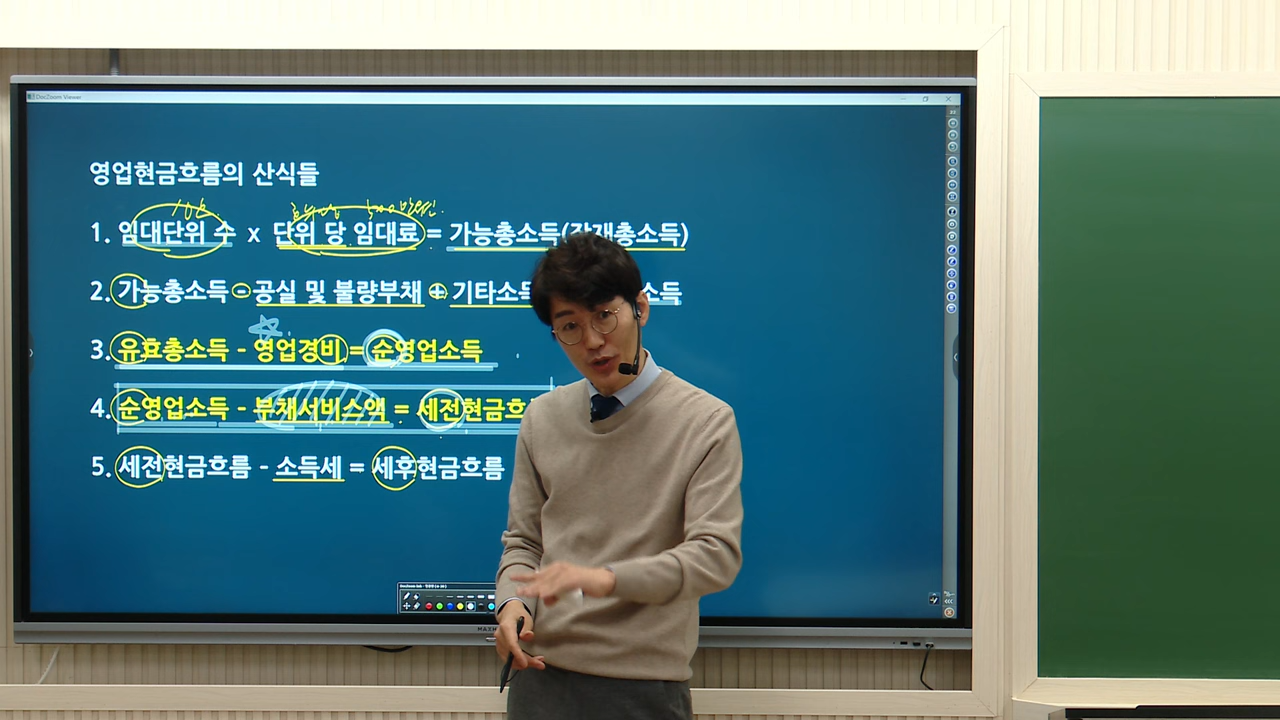 DocZoom Viewer
영업현금흐름의 산식들
1. 임대단위 수 x 단위 당 임대료 = 가능총소득(잠재총소득)
2. 가능총소득 - 공실 및 불량부채 + 기타소 소득
3. 유효총소득 - 영업경비 = 순영업소득
4. 순영업소득 - 부채서비스액 = 세전현금흐
5. 세전현금흐름 - 소득세 = 세후현금흐름